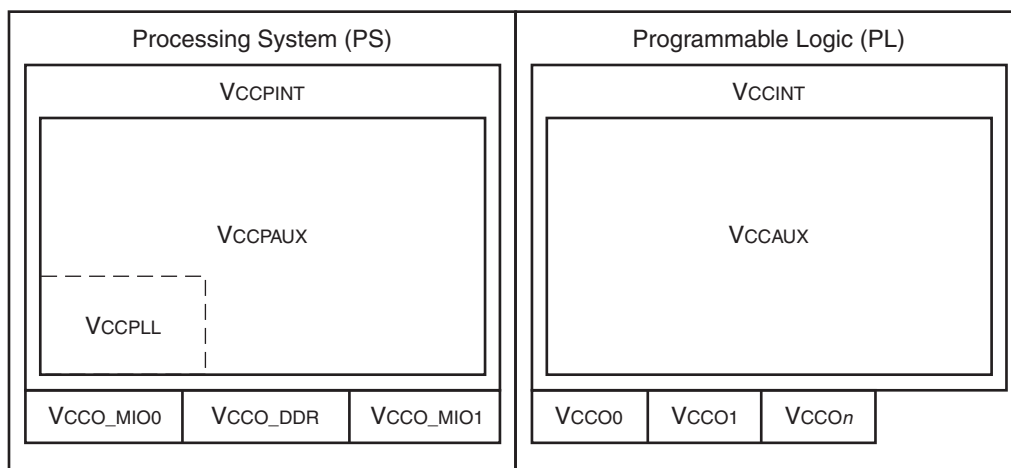 Processing System (PS)
Programmable Logic (PL)
VCCPINT
VCCINT
VCCPAUX
VCCAUX
VCCPLL
VCCO_MIO0
VCCO_DDR
VCCO_MIO1
VCCO0
VCCO1
VCCOn